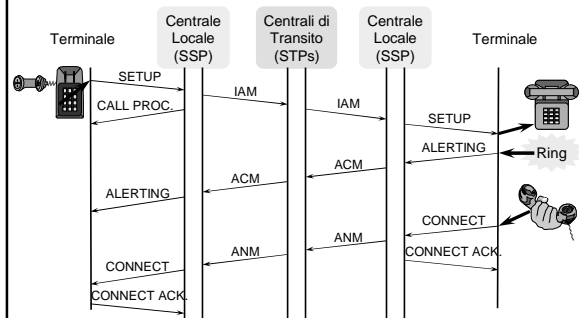 Terminale
Centrale
Locale
(SSP)
Centrali di
Transito
(STPs)
Centrale
Locale
(SSP)
Terminale
SETUP
IAM
CALL PROC.
IAM
SETUP
ALERTING
Ring
ACM
ACM
ALERTING
CONNECT
ANM
ANM
CONNECT ACK.
CONNECT
CONNECT ACK.